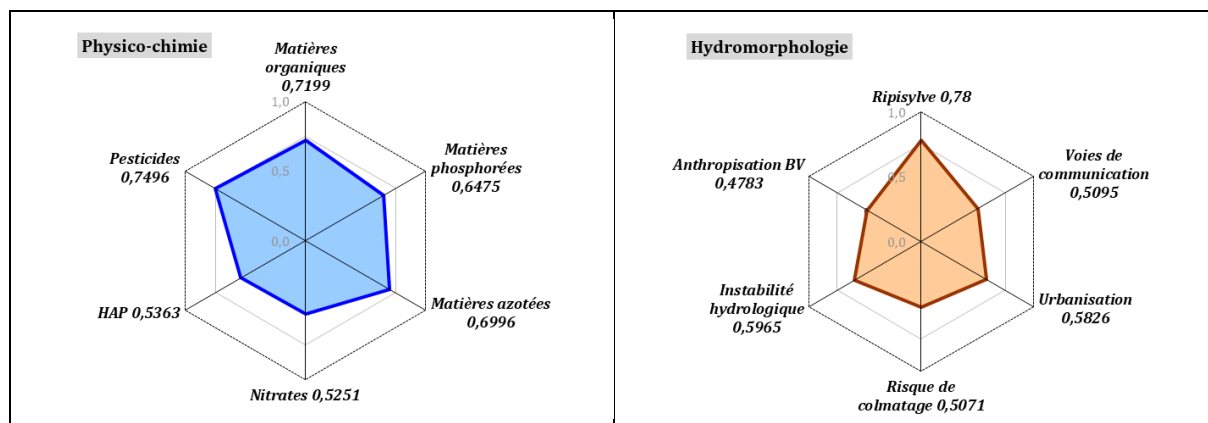 Physico-chimie
Matières
organiques
0,7199
1,0
Pesticides
0,7496
Matières
phosphorées
0,6475
0,5
0,0
HAP 0,5363
Matières azotées
0,6996
Nitrates 0,5251
Hydromorphologie
Ripisylve 0,78
1,0
Anthropisation BV
0,4783
Voies de
communication
0,5095
0,5
0,0
Instabilité
hydrologique
0,5965
Urbanisation
0,5826
Risque de
colmatage 0,5071